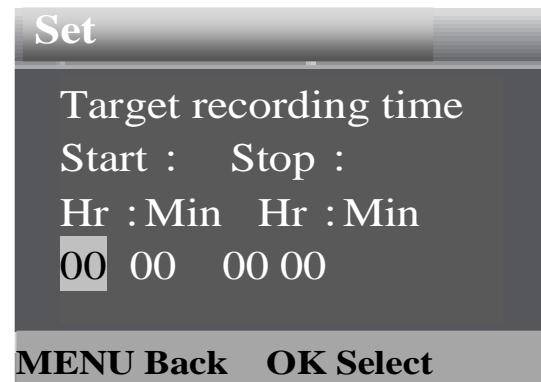 Set
Target recording time
Start : Stop :
Hr : Min Hr : Min
00 00 00 00
MENU Back OK Select